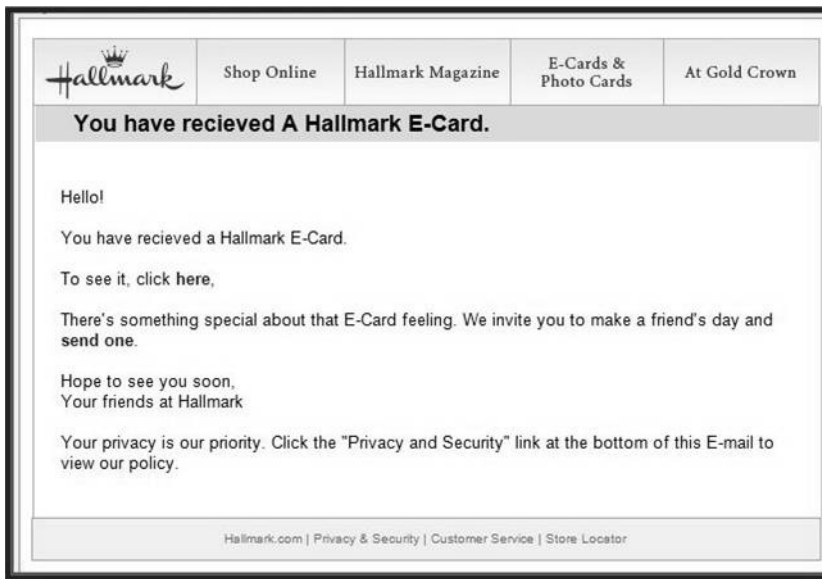 Hallmark
Shop Online
Hallmark Magazine
E-Cards &
Photo Cards
At Gold Crown
You have recieved A Hallmark E-Card.
Hello!
You have recieved a Hallmark E-Card.
To see it, click here,
There's something special about that E-Card feeling. We invite you to make a friend's day and
send one.
Hope to see you soon,
Your friends at Hallmark
Your privacy is our priority. Click the "Privacy and Security" link at the bottom of this E-mail to
view our policy.
Hallmark.com | Privacy & Security | Customer Service | Store Locator